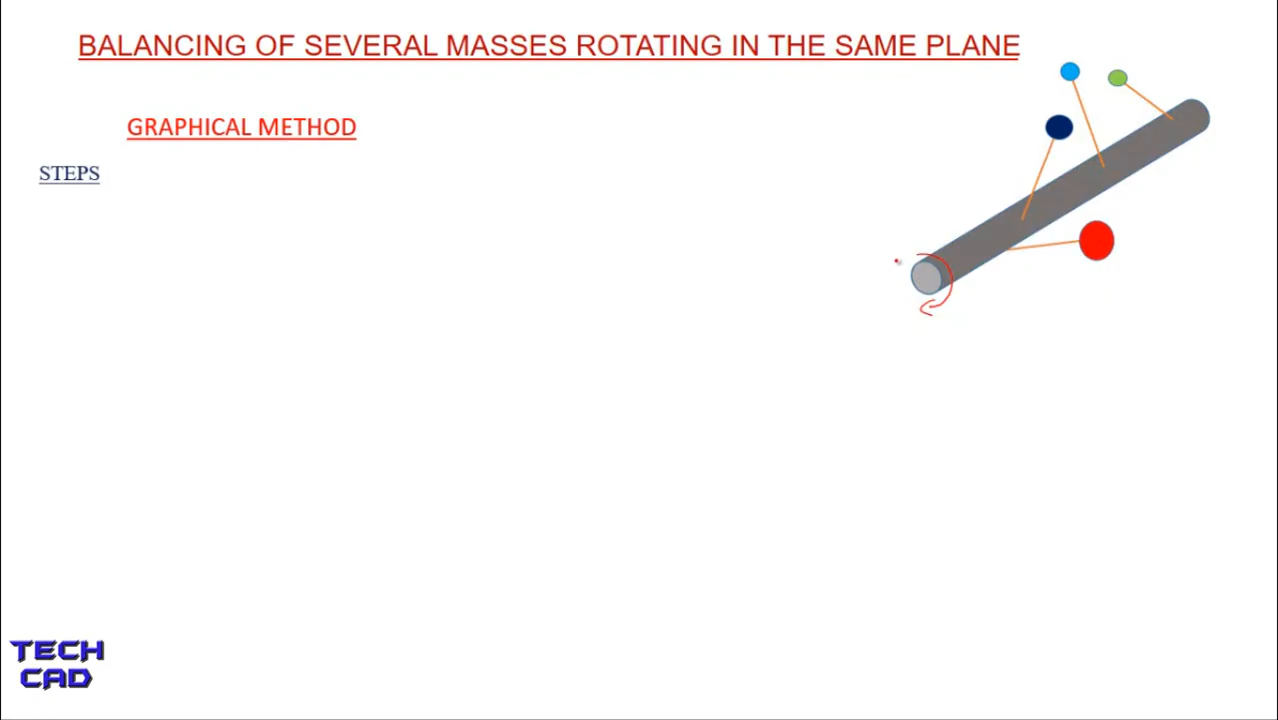 BALANCING OF SEVERAL MASSES ROTATING IN THE SAME PLANE
GRAPHICAL METHOD
STEPS
TECH
CAD